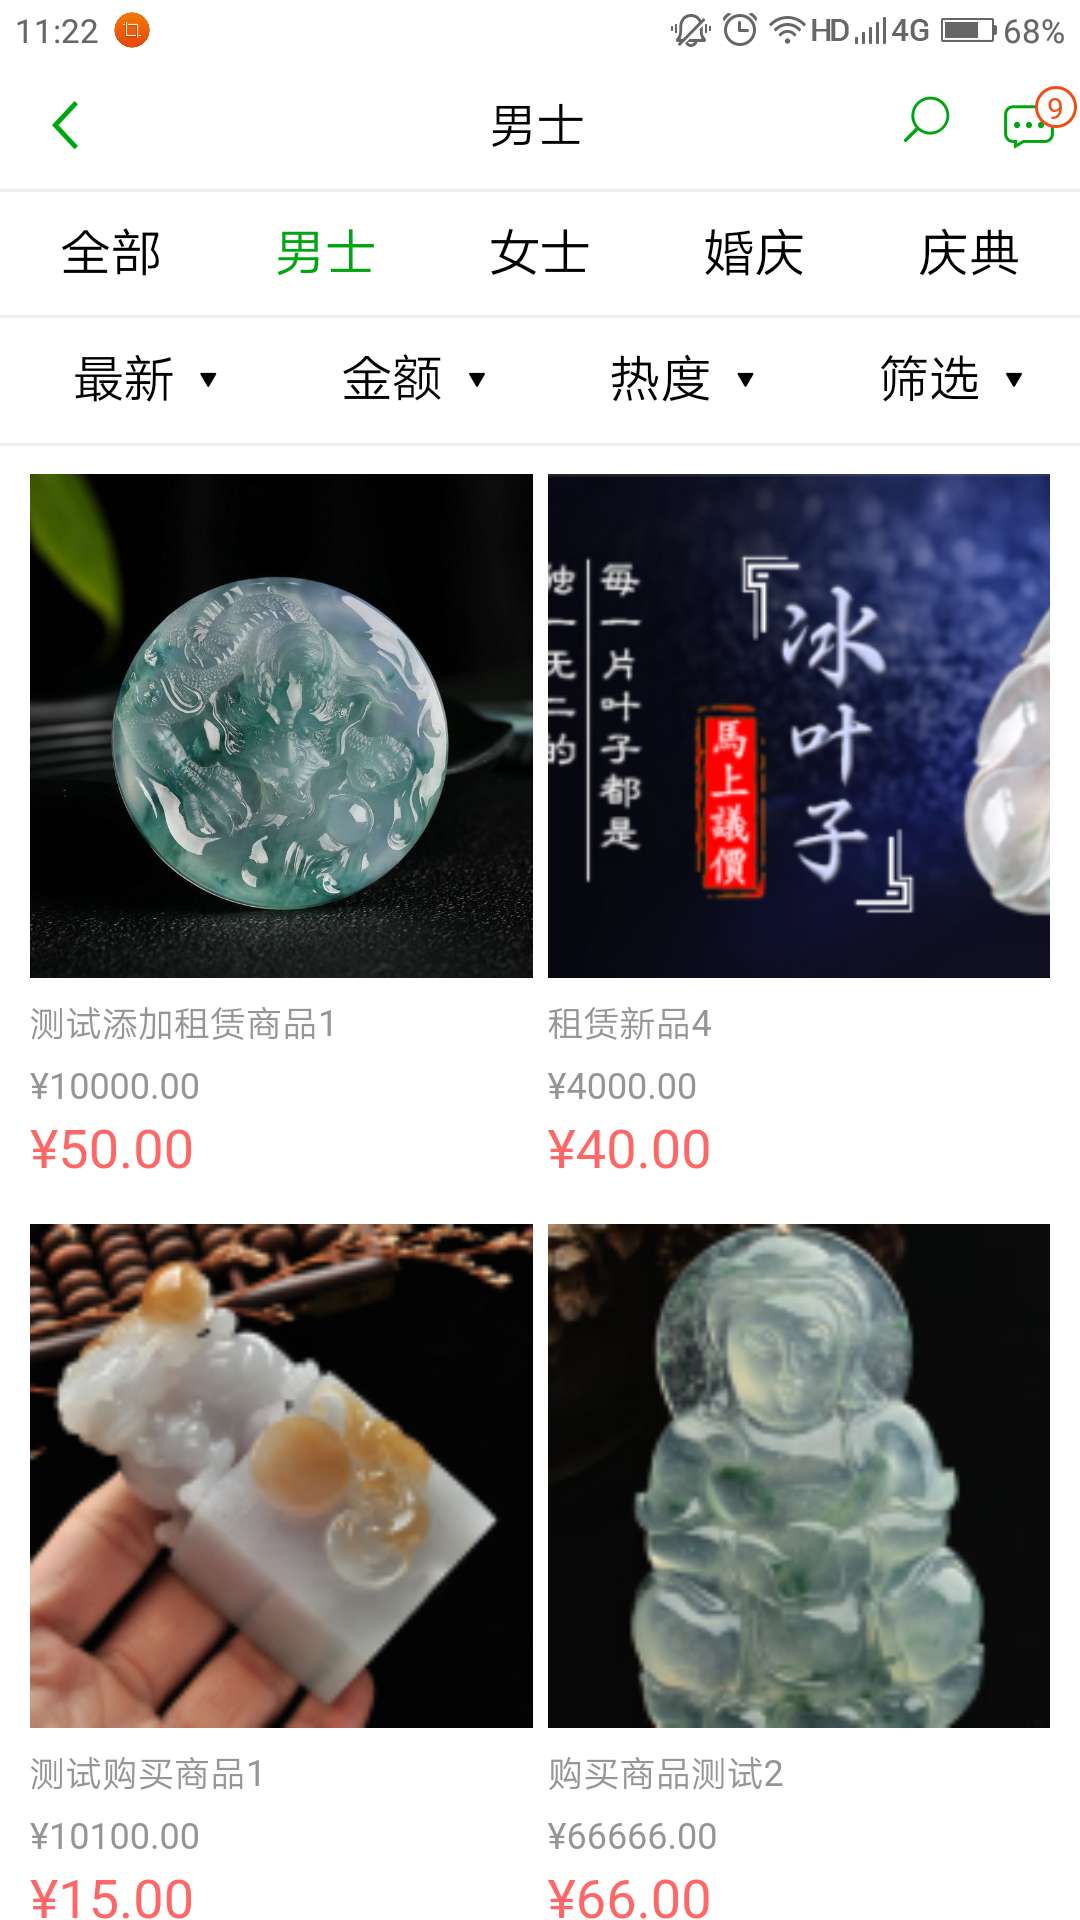 11:22 HD 4G 68%
男士 9
全部 男士 女士 婚庆 庆典
最新 ▼ 金额 ▼ 热度 ▼ 筛选 ▼
每一片叶子都是
独一无二的
冰叶子
馬上議價
测试添加租赁商品1
¥10000.00
¥50.00
租赁新品4
¥4000.00
¥40.00
测试购买商品1
¥10100.00
¥15.00
购买商品测试2
¥66666.00
¥66.00